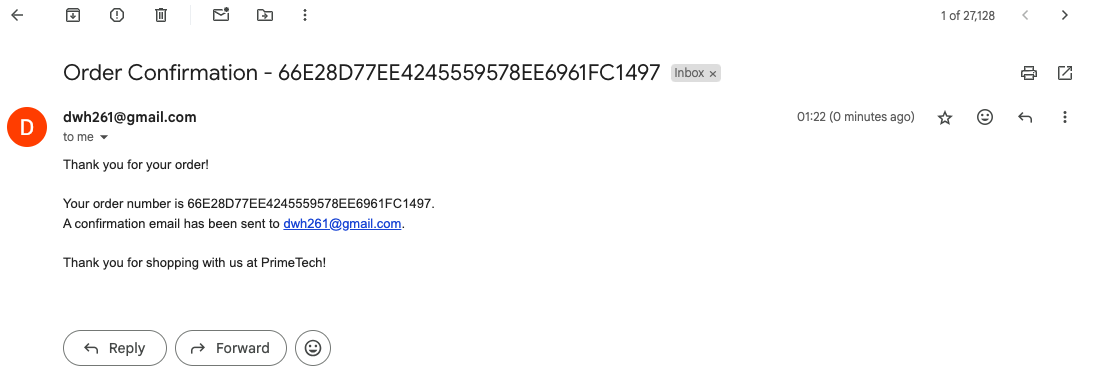 1 of 27,128
Order Confirmation - 66E28D77EE4245559578EE6961FC1497 Inbox ×
D
dwh261@gmail.com 01:22 (0 minutes ago)
to me
Thank you for your order!
Your order number is 66E28D77EE4245559578EE6961FC1497.
A confirmation email has been sent to dwh261@gmail.com.
Thank you for shopping with us at PrimeTech!
Reply Forward